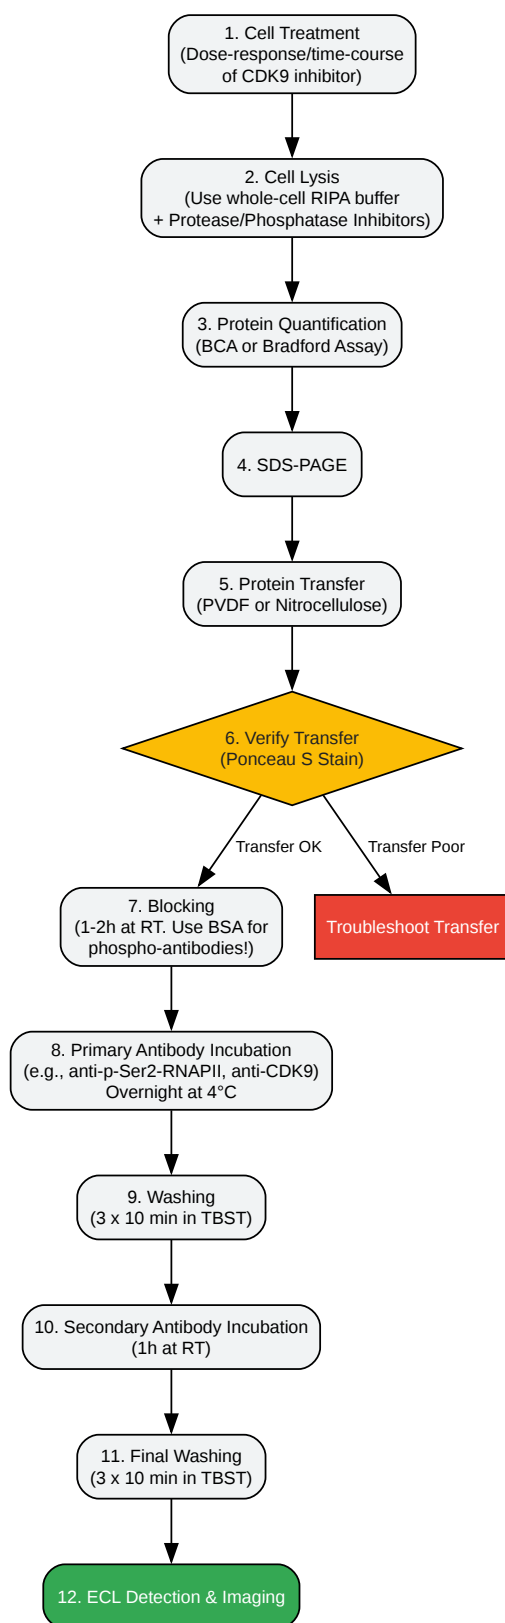 1. Cell Treatment
(Dose-response/time-course
of CDK9 inhibitor)
2. Cell Lysis
(Use whole-cell RIPA buffer
+ Protease/Phosphatase Inhibitors)
3. Protein Quantification
(BCA or Bradford Assay)
4. SDS-PAGE
5. Protein Transfer
(PVDF or Nitrocellulose)
6. Verify Transfer
(Ponceau S Stain)
Transfer OK
Transfer Poor
7. Blocking
(1-2h at RT. Use BSA for
phospho-antibodies!)
Troubleshoot Transfer
8. Primary Antibody Incubation
(e.g., anti-p-Ser2-RNAPII, anti-CDK9)
Overnight at 4°C
9. Washing
(3 x 10 min in TBST)
10. Secondary Antibody Incubation
(1h at RT)
11. Final Washing
(3 x 10 min in TBST)
12. ECL Detection & Imaging